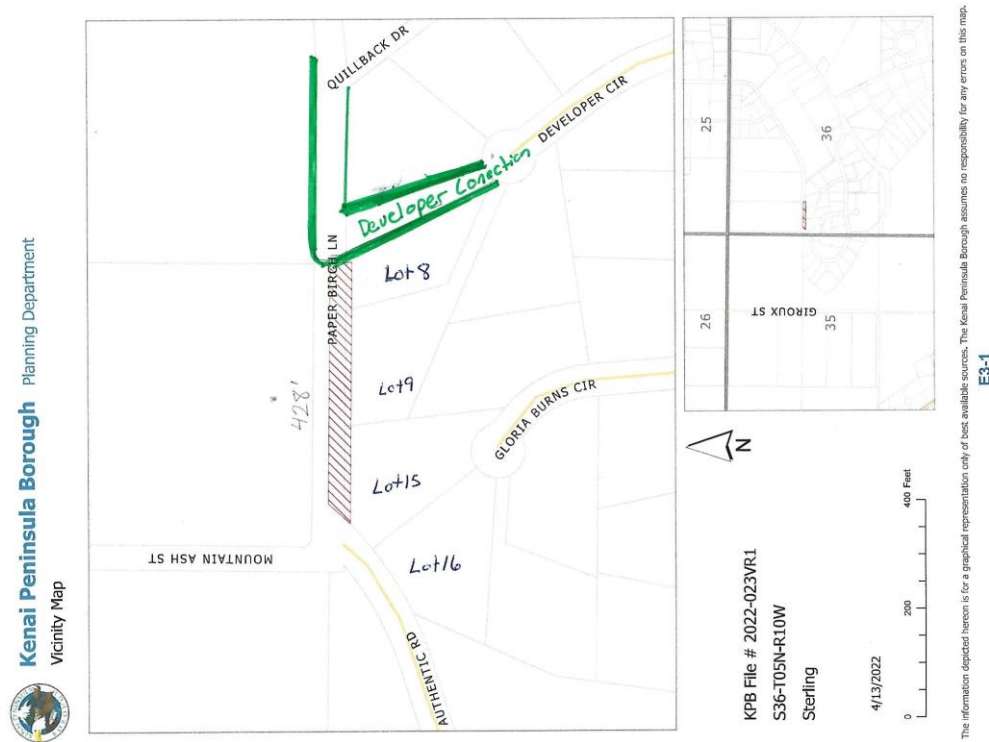 Kenai Peninsula Borough Planning Department
Vicinity Map
QUILLBACK DR
DEVELOPER CIR
Developer Conection
PAPER BIRCH LN
Lot 8
428'
Lot 9
GLORIA BURNS CIR
Lot 15
MOUNTAIN ASH ST
Lot 16
AUTHENTIC RD
25
36
26
35
GIROUX ST
N
KPB File # 2022-023VR1
S36-T05N-R10W
Sterling
4/13/2022
0 200 400 Feet
The information depicted hereon is for a graphical representation only of best available sources. The Kenai Peninsula Borough assumes no responsibility for any errors on this map.
E3-1